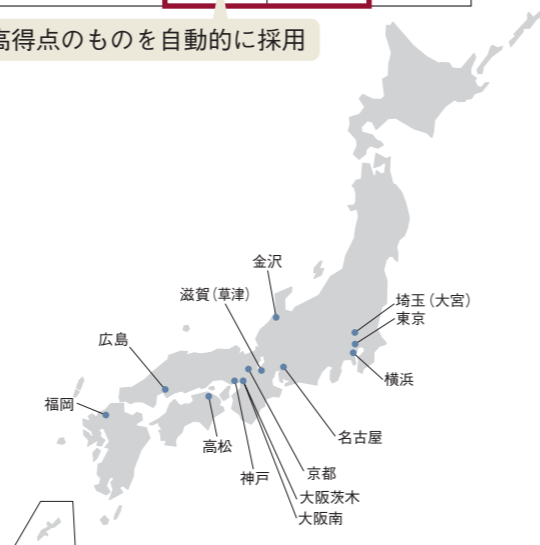 高得点のものを自動的に採用
金沢
滋賀(草津)
埼玉(大宮)
東京
広島
横浜
福岡
名古屋
高松
京都
神戸
大阪茨木
大阪南